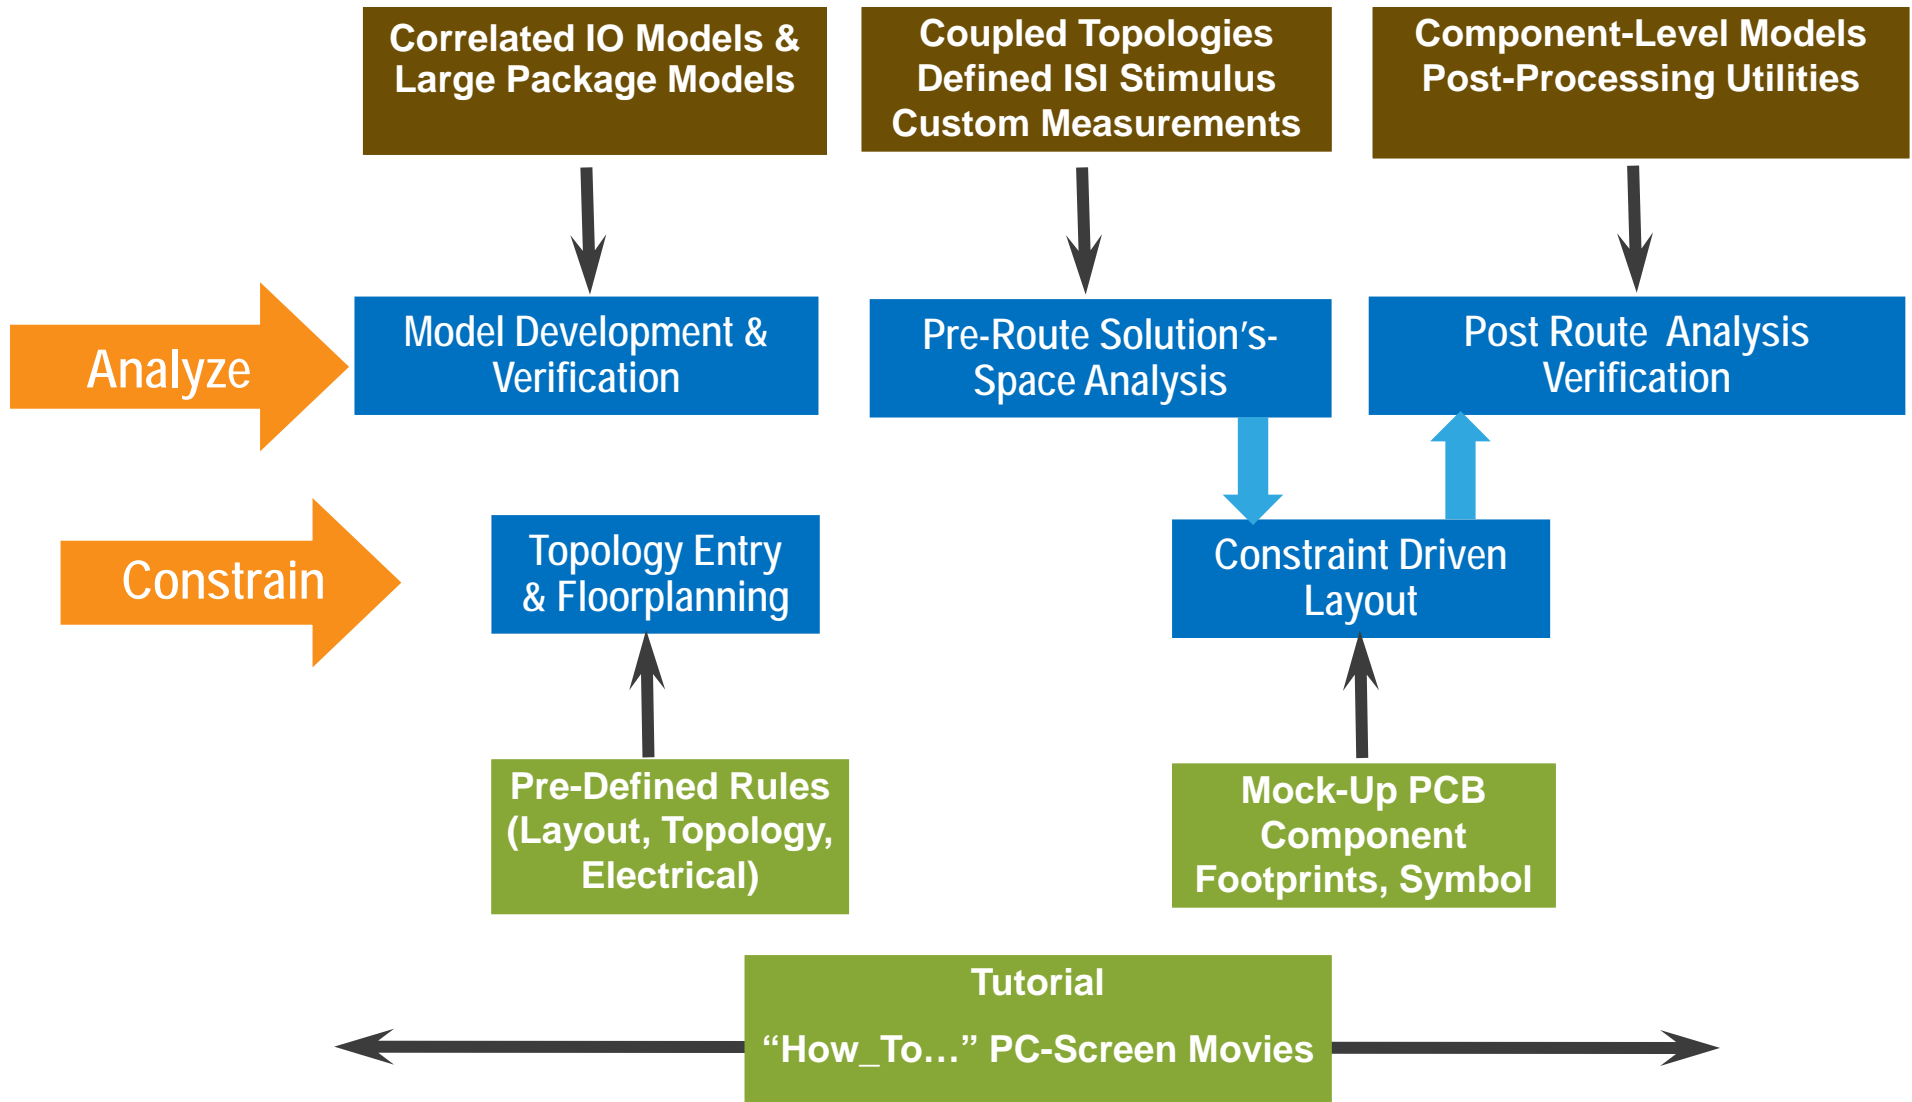 Correlated IO Models &
Large Package Models
Coupled Topologies
Defined ISI Stimulus
Custom Measurements
Component-Level Models
Post-Processing Utilities
Analyze
Model Development &
Verification
Pre-Route Solution’s-
Space Analysis
Post Route  Analysis
Verification
Constrain
Topology Entry
& Floorplanning
Constraint Driven
Layout
Pre-Defined Rules
(Layout, Topology,
Electrical)
Mock-Up PCB
Component
Footprints, Symbol
Tutorial
“How_To…” PC-Screen Movies